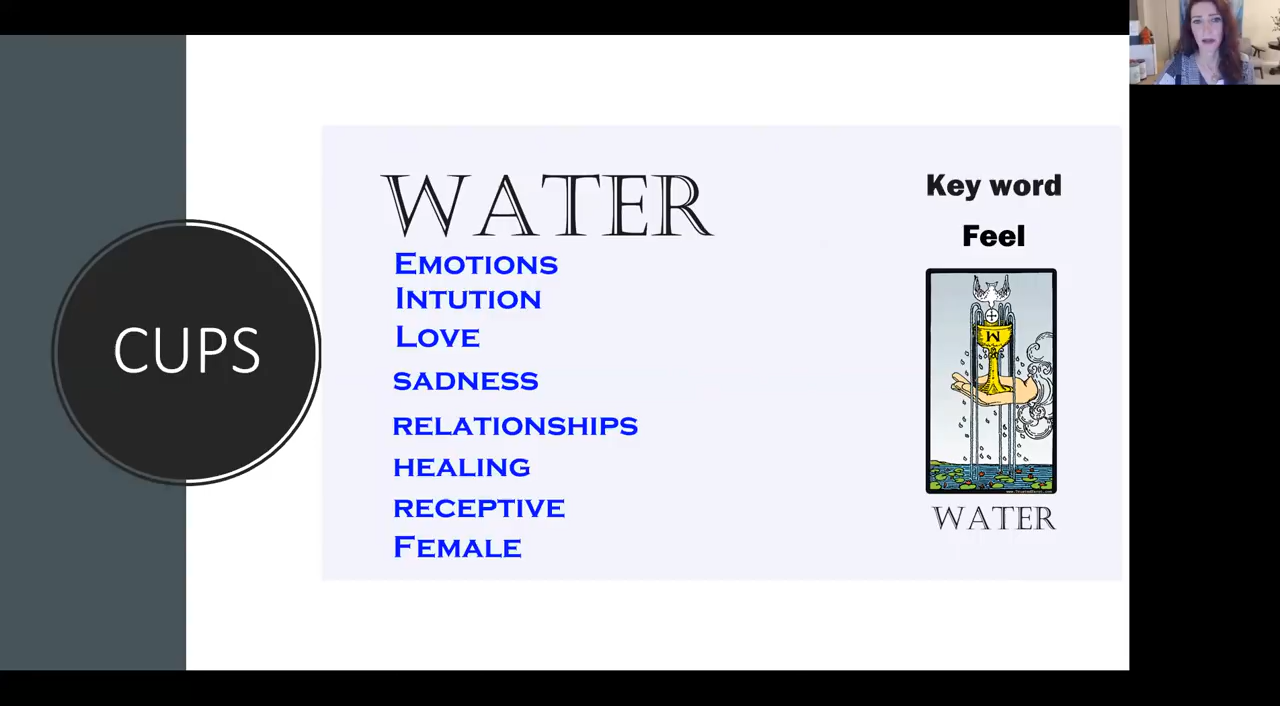 CUPS
WATER
EMOTIONS
INTUTION
LOVE
SADNESS
RELATIONSHIPS
HEALING
RECEPTIVE
FEMALE
Key word
Feel
W
WATER